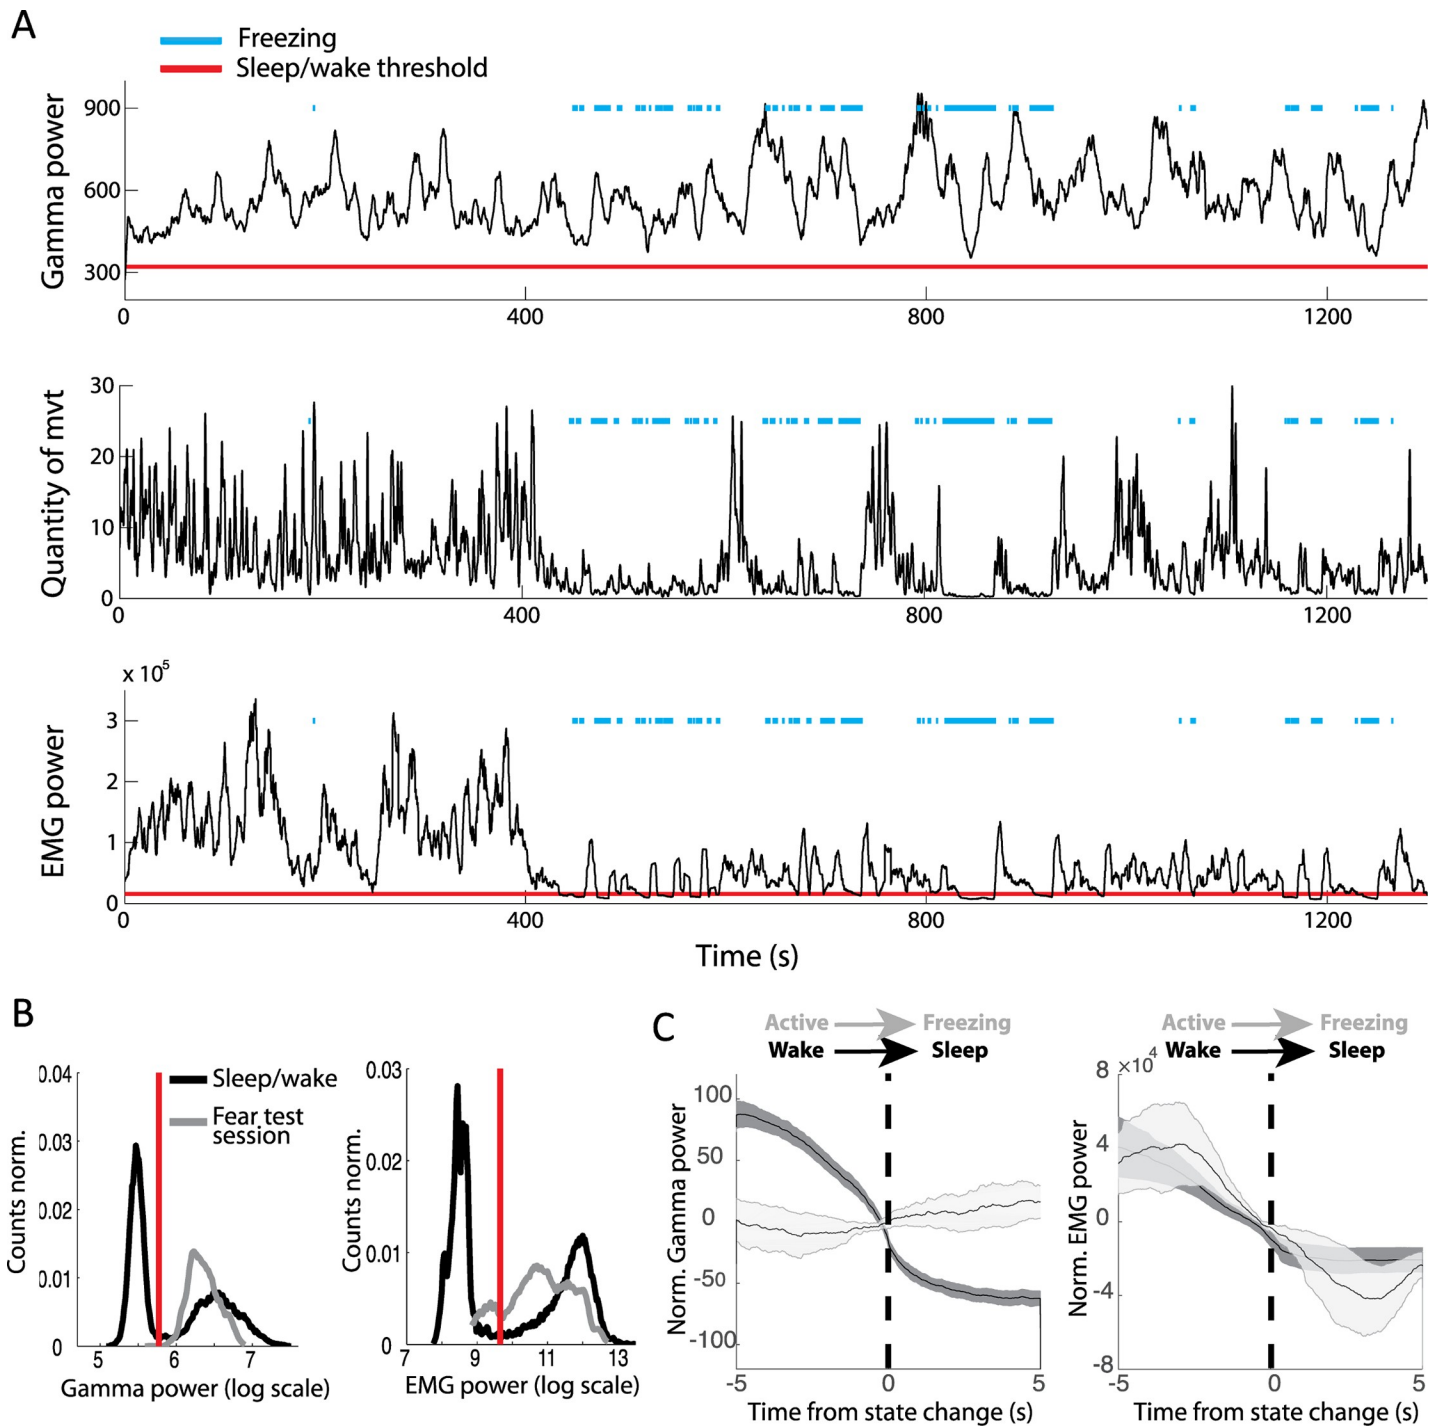 A
Freezing
Sleep/wake threshold
Gamma power
900
600
300
0
400
800
1200
Quantity of mvt
30
20
10
0
0
400
800
1200
EMG power
x 10^5
3
2
1
0
0
400
800
1200
Time (s)
B
Counts norm.
0.04
0.03
0.02
0.01
0
5
6
7
Gamma power (log scale)
Sleep/wake
Fear test
session
Counts norm.
0.03
0.02
0.01
0
7
9
11
13
EMG power (log scale)
C
Active
Freezing
Wake
Sleep
Norm. Gamma power
100
50
0
-50
-100
-5
0
5
Time from state change (s)
Active
Freezing
Wake
Sleep
×10^4
Norm. EMG power
8
4
0
-4
-8
-5
0
5
Time from state change (s)